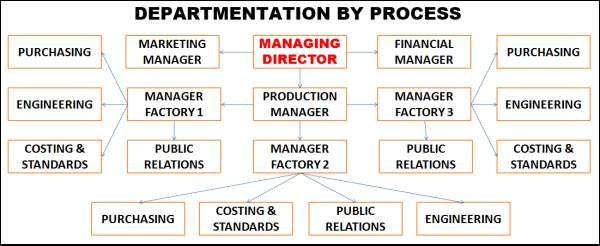 DEPARTMENTATION BY PROCESS
PURCHASING
MARKETING
MANAGER
MANAGING
DIRECTOR
FINANCIAL
MANAGER
PURCHASING
ENGINEERING
MANAGER
FACTORY 1
PRODUCTION
MANAGER
MANAGER
FACTORY 3
ENGINEERING
COSTING &
STANDARDS
PUBLIC
RELATIONS
MANAGER
FACTORY 2
PUBLIC
RELATIONS
COSTING &
STANDARDS
PURCHASING
COSTING &
STANDARDS
PUBLIC
RELATIONS
ENGINEERING